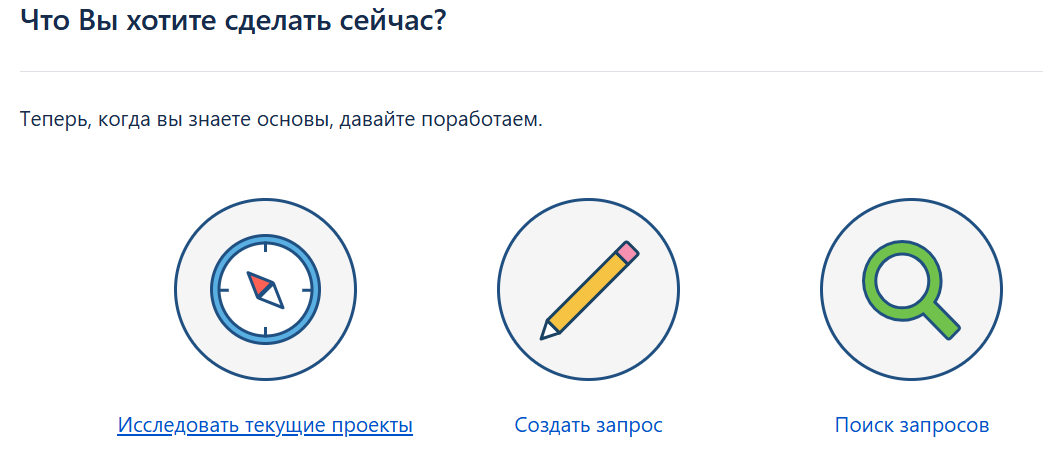 Что Вы хотите сделать сейчас?
Теперь, когда вы знаете основы, давайте поработаем.
Исследовать текущие проекты
Создать запрос
Поиск запросов